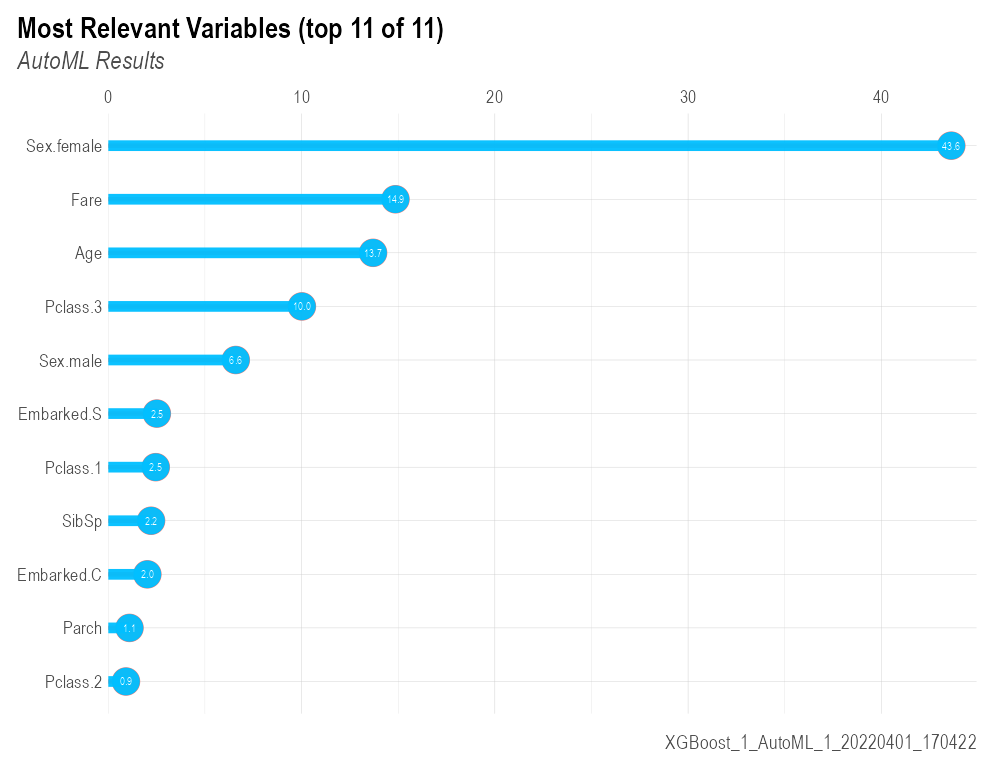 Most Relevant Variables (top 11 of 11)
AutoML Results
0 10 20 30 40
Sex.female 43.6
Fare 14.9
Age 13.7
Pclass.3 10.0
Sex.male 6.6
Embarked.S 2.5
Pclass.1 2.5
SibSp 2.2
Embarked.C 2.0
Parch 1.1
Pclass.2 0.9
XGBoost_1_AutoML_1_20220401_170422